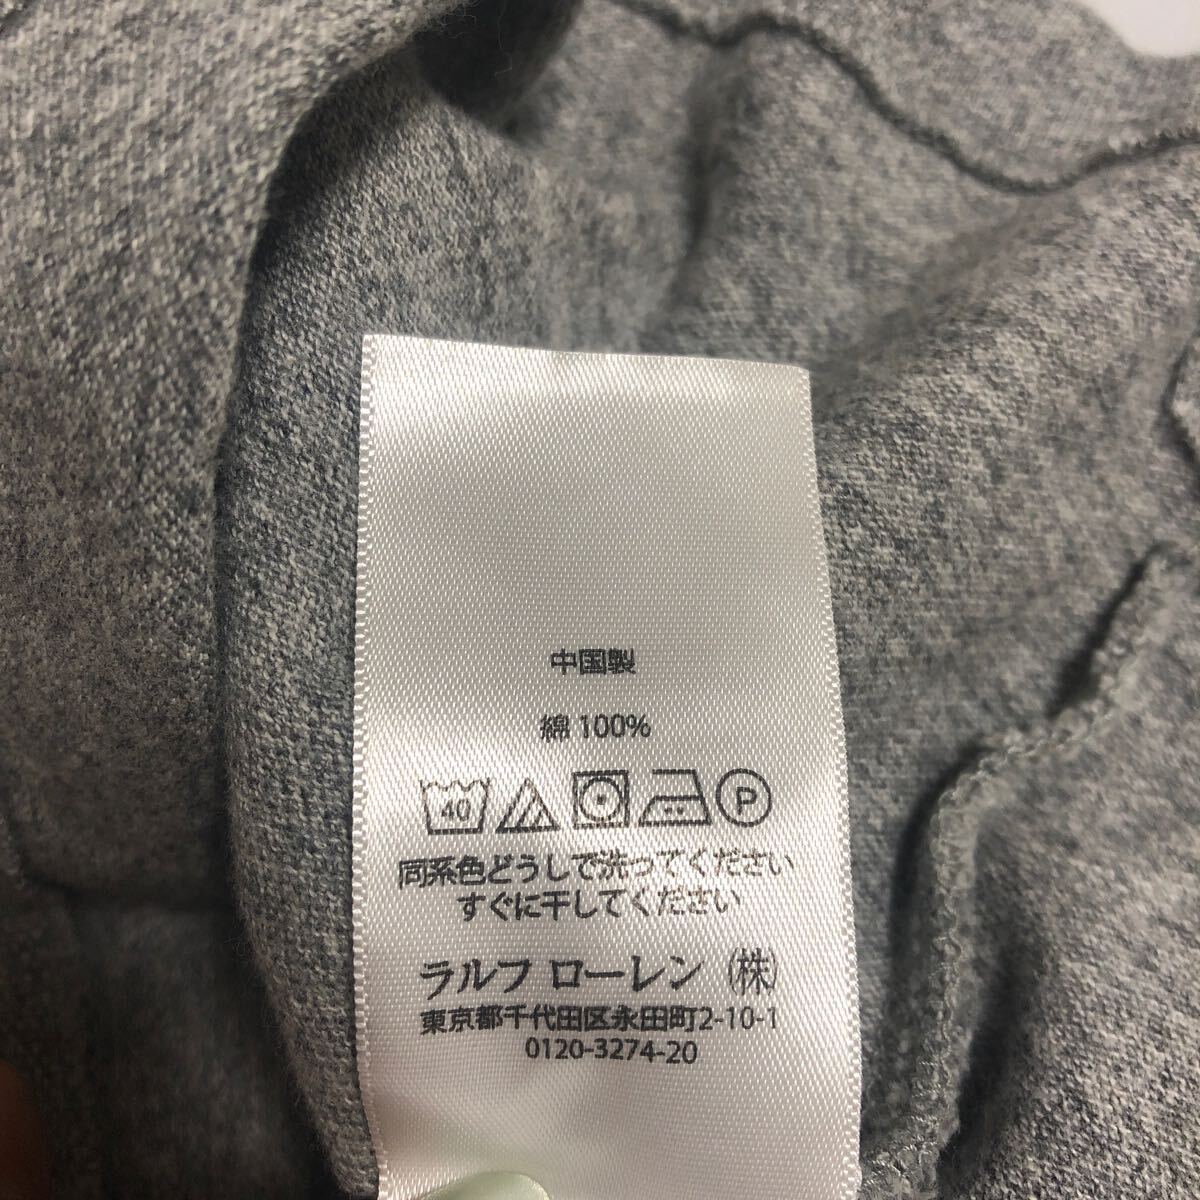 中国製
綿 100%
40 40 P
同系色どうしで洗ってください
すぐに干してください
ラルフ ローレン (株)
東京都千代田区永田町2-10-1
0120-3274-20